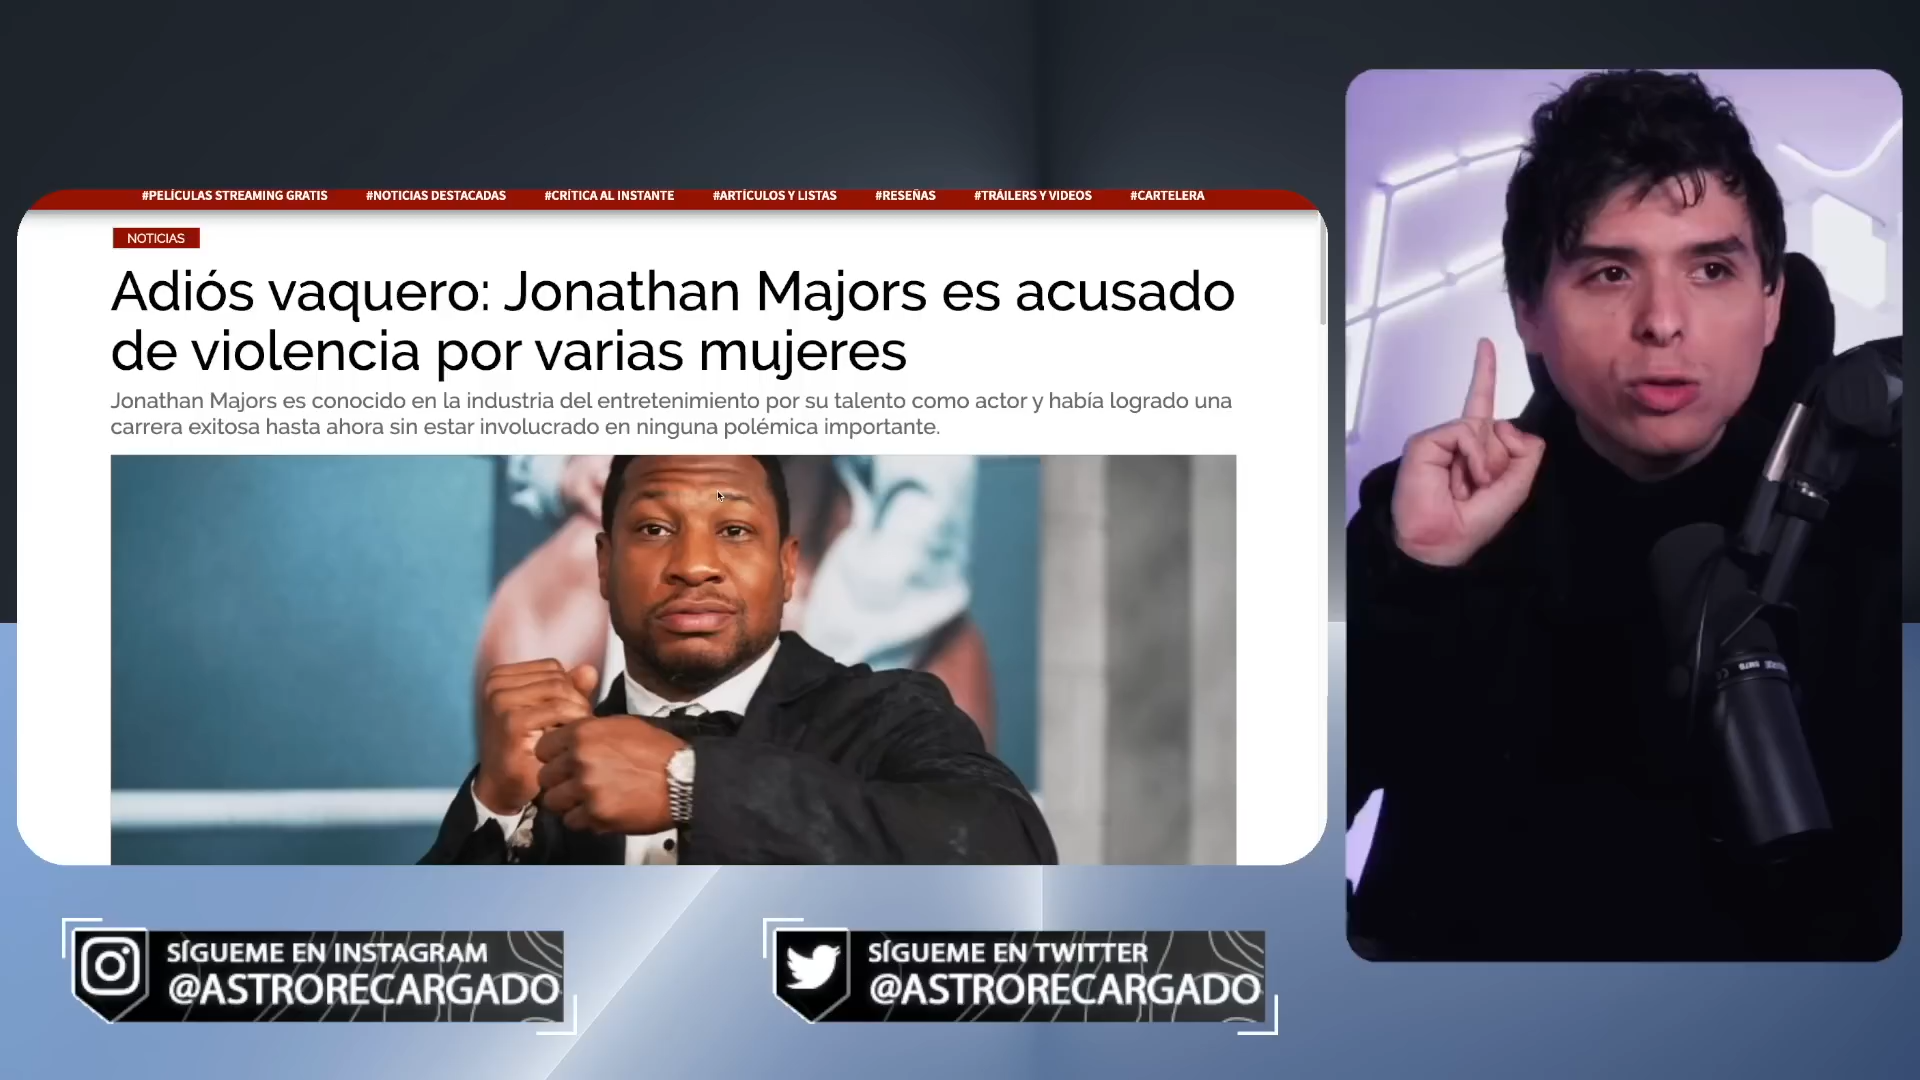 #PELÍCULAS STREAMING GRATIS #NOTICIAS DESTACADAS #CRÍTICA AL INSTANTE #ARTÍCULOS Y LISTAS #RESEÑAS #TRÁILERS Y VIDEOS #CARTELERA
NOTICIAS
Adiós vaquero: Jonathan Majors es acusado
de violencia por varias mujeres
Jonathan Majors es conocido en la industria del entretenimiento por su talento como actor y había logrado una
carrera exitosa hasta ahora sin estar involucrado en ninguna polémica importante.
SÍGUEME EN INSTAGRAM
@ASTRORECARGADO
SÍGUEME EN TWITTER
@ASTRORECARGADO